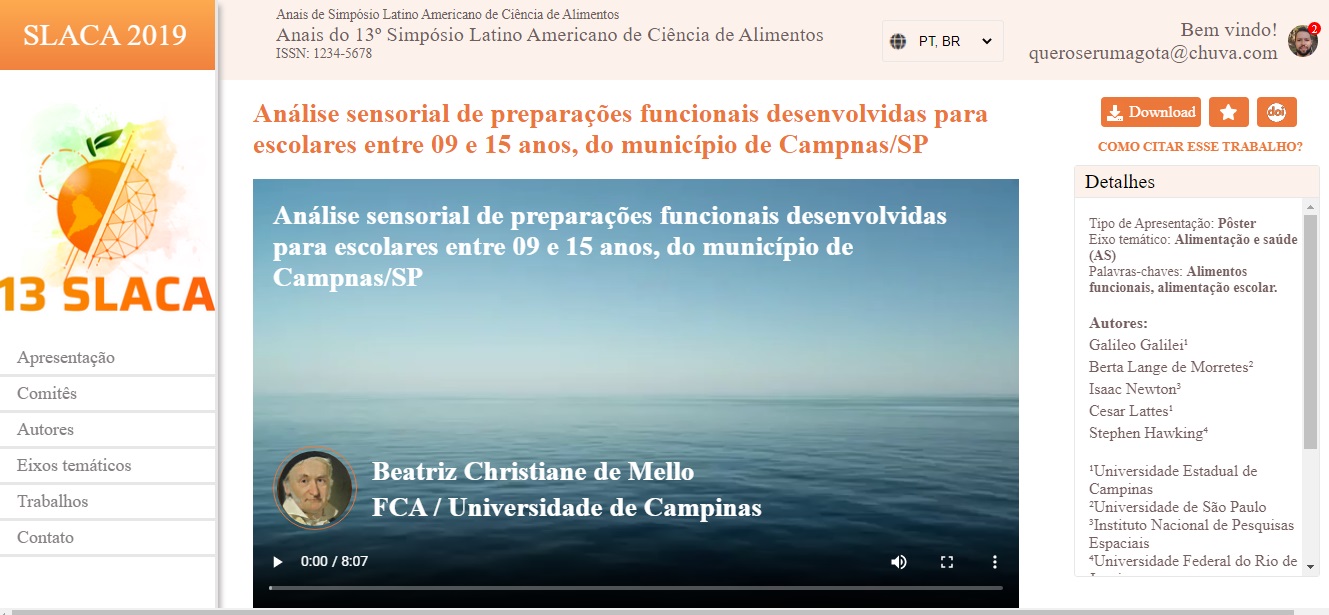 SLACA 2019
Anais de Simpósio Latino Americano de Ciência de Alimentos
Anais do 13º Simpósio Latino Americano de Ciência de Alimentos
ISSN: 1234-5678
PT, BR
Bem vindo!
queroserumagota@chuva.com
2
13 SLACA
Apresentação
Comitês
Autores
Eixos temáticos
Trabalhos
Contato
Análise sensorial de preparações funcionais desenvolvidas para
escolares entre 09 e 15 anos, do município de Campnas/SP
Análise sensorial de preparações funcionais desenvolvidas
para escolares entre 09 e 15 anos, do município de
Campnas/SP
Beatriz Christiane de Mello
FCA / Universidade de Campinas
0:00 / 8:07
Download
doi
COMO CITAR ESSE TRABALHO?
Detalhes
Tipo de Apresentação: Pôster
Eixo temático: Alimentação e saúde
(AS)
Palavras-chaves: Alimentos
funcionais, alimentação escolar.
Autores:
Galileo Galilei¹
Berta Lange de Morretes²
Isaac Newton³
Cesar Lattes¹
Stephen Hawking⁴
¹Universidade Estadual de
Campinas
²Universidade de São Paulo
³Instituto Nacional de Pesquisas
Espaciais
⁴Universidade Federal do Rio de